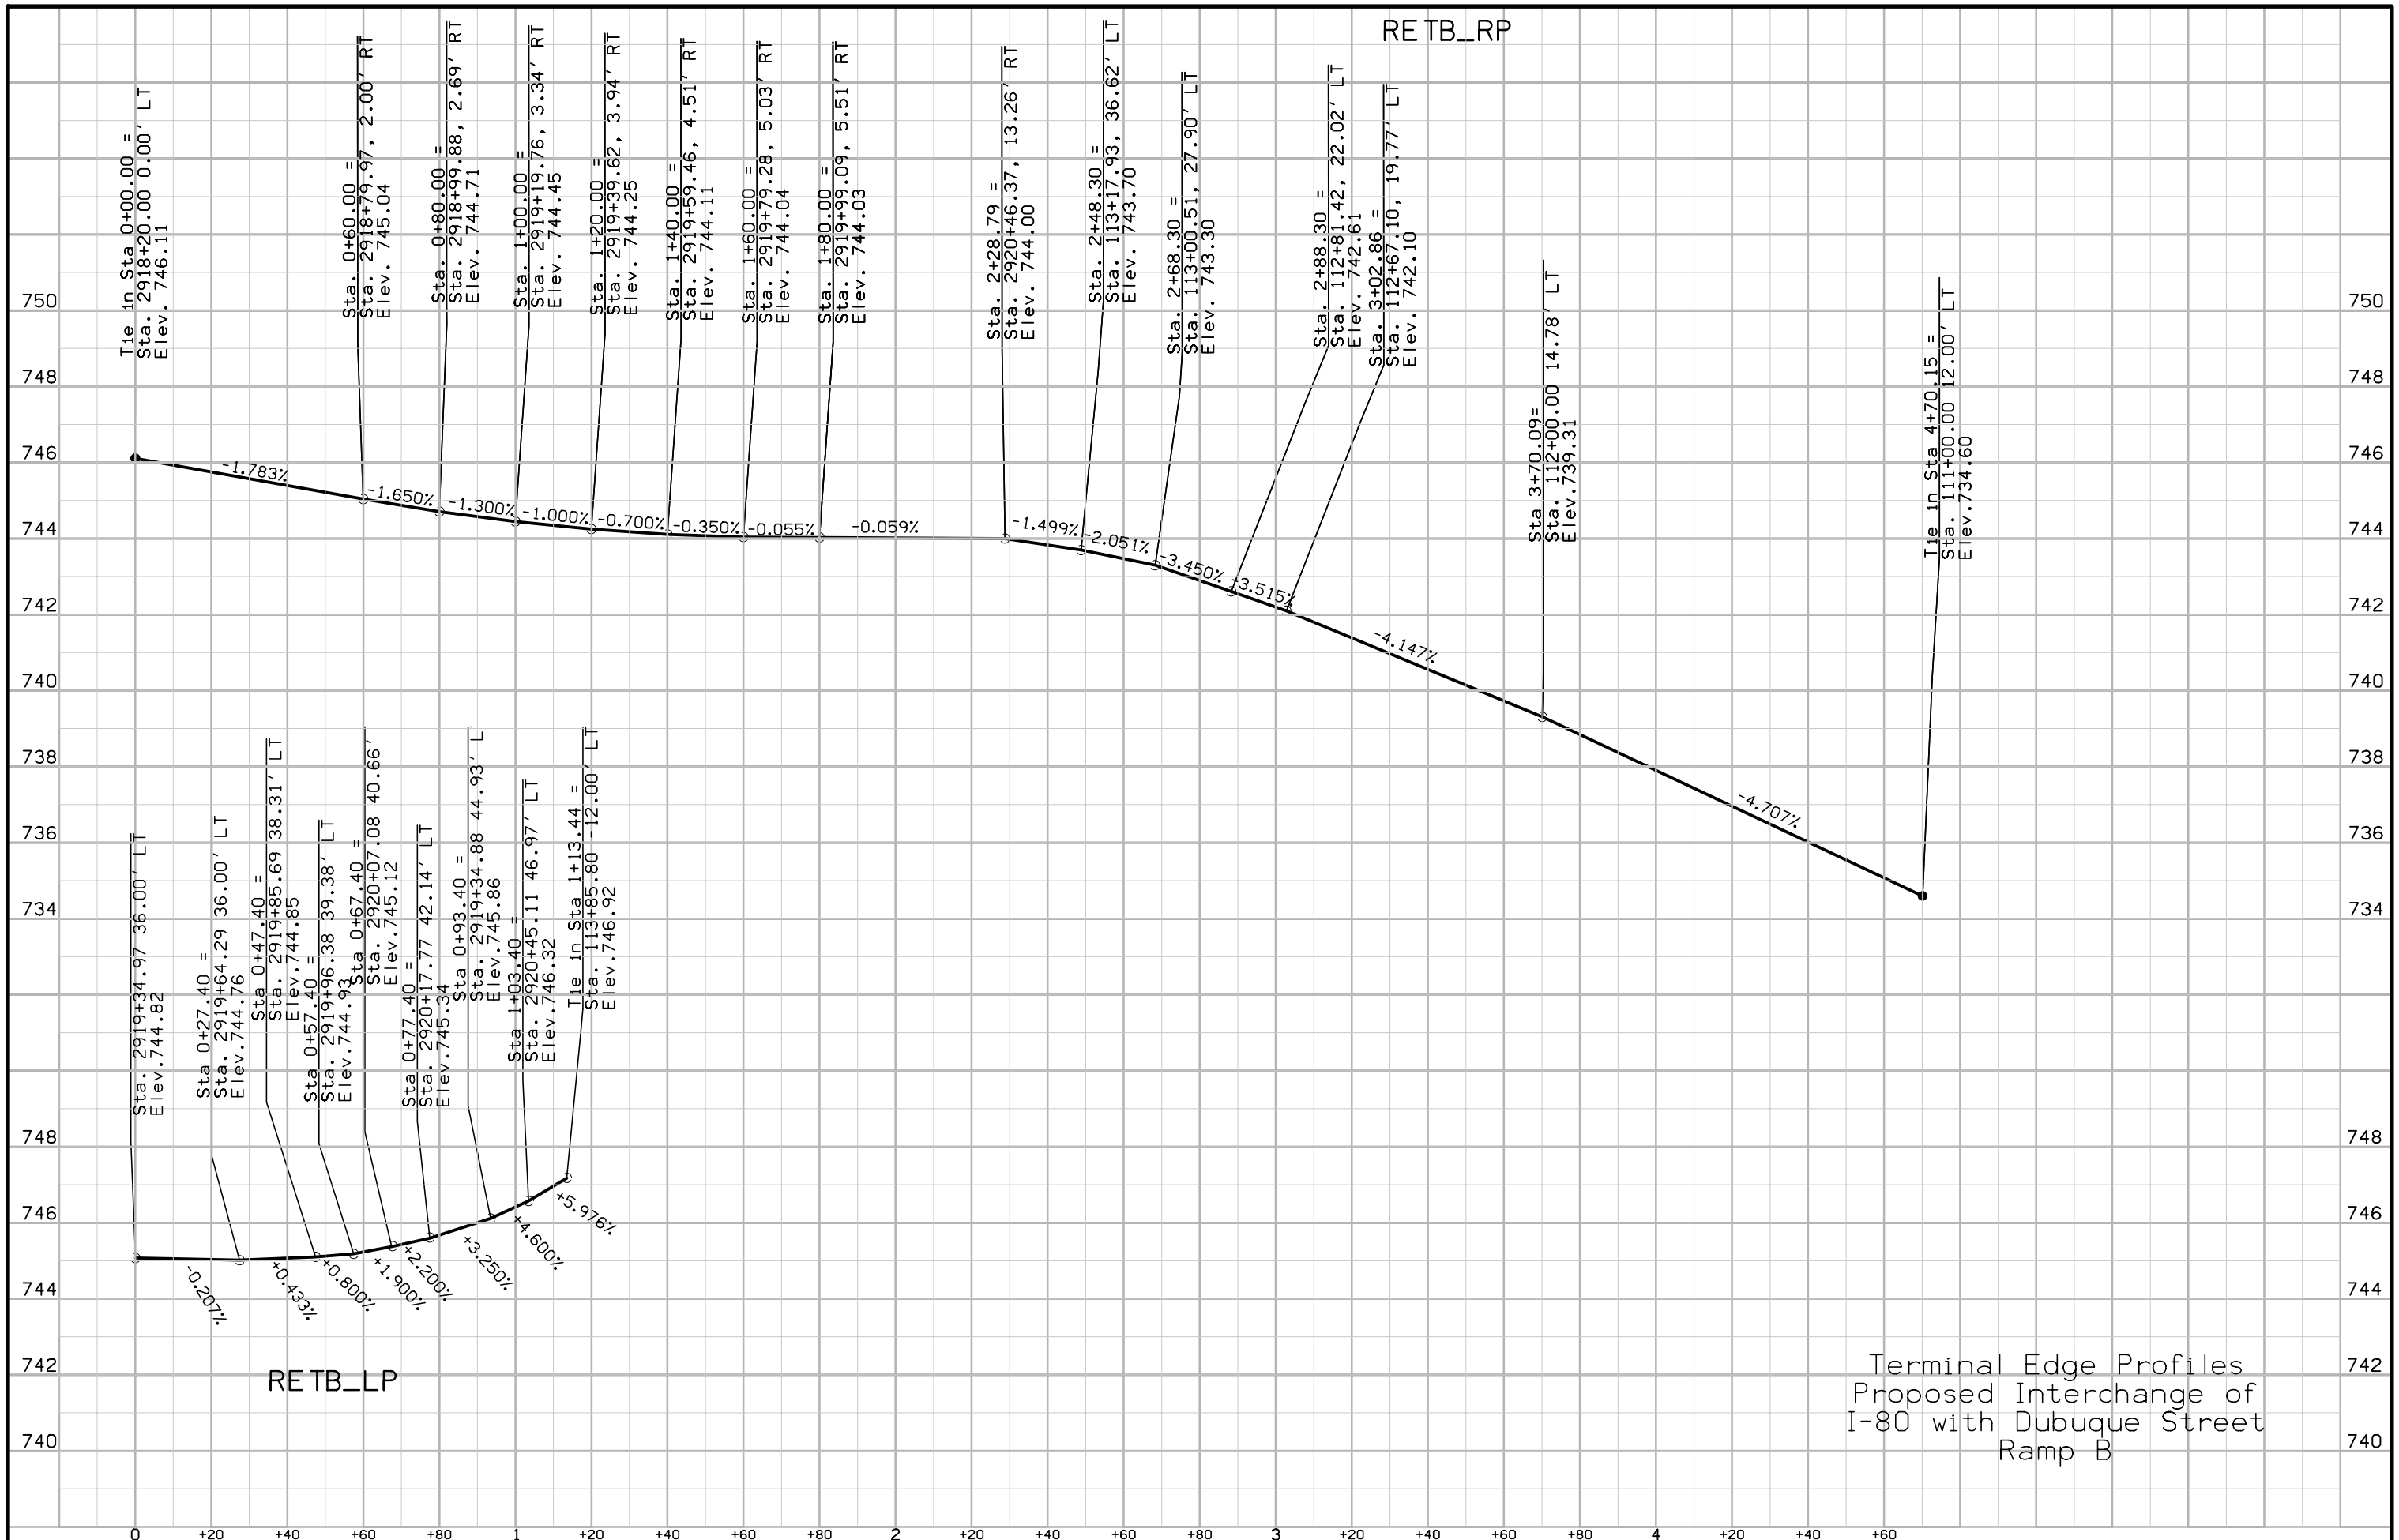 RETB_RP
Tie in Sta 0+00.00 =
Sta. 2918+20.00 0.00' LT
Elev. 746.11
Sta. 0+60.00 =
Sta. 2918+79.97, 2.00' RT
Elev. 745.04
Sta. 0+80.00 =
Sta. 2918+99.88, 2.69' RT
Elev. 744.71
Sta. 1+00.00 =
Sta. 2919+19.76, 3.34' RT
Elev. 744.45
Sta. 1+20.00 =
Sta. 2919+39.62, 3.94' RT
Elev. 744.25
Sta. 1+40.00 =
Sta. 2919+59.46, 4.51' RT
Elev. 744.11
Sta. 1+60.00 =
Sta. 2919+79.28, 5.03' RT
Elev. 744.04
Sta. 1+80.00 =
Sta. 2919+99.09, 5.51' RT
Elev. 744.03
Sta. 2+28.79 =
Sta. 2920+46.37, 13.26' RT
Elev. 744.00
Sta. 2+48.30 =
Sta. 113+17.93, 36.62' LT
Elev. 743.70
Sta. 2+68.30 =
Sta. 113+00.51, 27.90' LT
Elev. 743.30
Sta. 2+88.30 =
Sta. 112+81.42, 22.02' LT
Elev. 742.61
Sta. 3+02.86 =
Sta. 112+67.10, 19.77' LT
Elev. 742.10
Sta 3+70.09=
Sta. 112+00.00 14.78' LT
Elev.739.31
Tie in Sta 4+70.15 =
Sta. 111+00.00 12.00' LT
Elev.734.60
750 750
748 748
746 746
744 744
742 742
740 740
738 738
736 736
734 734
-1.783%
-1.650%
-1.300%
-1.000%
-0.700%
-0.350%
-0.055%
-0.059%
-1.499%
-2.051%
-3.450%
-3.515%
-4.147%
-4.707%
Sta. 2919+34.97 36.00' LT
Elev.744.82
Sta 0+27.40 =
Sta. 2919+64.29 36.00' LT
Elev.744.76
Sta 0+47.40 =
Sta. 2919+85.69 38.31' LT
Elev.744.85
Sta 0+57.40 =
Sta. 2919+96.38 39.38' LT
Elev.744.93
Sta 0+67.40 =
Sta. 2920+07.08 40.66'
Elev.745.12
Sta 0+77.40 =
Sta. 2920+17.77 42.14' LT
Elev.745.34
Sta 0+93.40 =
Sta. 2919+34.88 44.93' L
Elev.745.86
Sta 1+03.40 =
Sta. 2920+45.11 46.97' LT
Elev.746.32
Tie in Sta 1+13.44 =
Sta. 113+85.80 -12.00' LT
Elev.746.92
748 748
746 746
744 744
742 742
740 740
-0.207%
+0.433%
+0.800%
+1.900%
+2.200%
+3.250%
+4.600%
+5.976%
RETB_LP
Terminal Edge Profiles
Proposed Interchange of
I-80 with Dubuque Street
Ramp B
0 +20 +40 +60 +80 1 +20 +40 +60 +80 2 +20 +40 +60 +80 3 +20 +40 +60 +80 4 +20 +40 +60